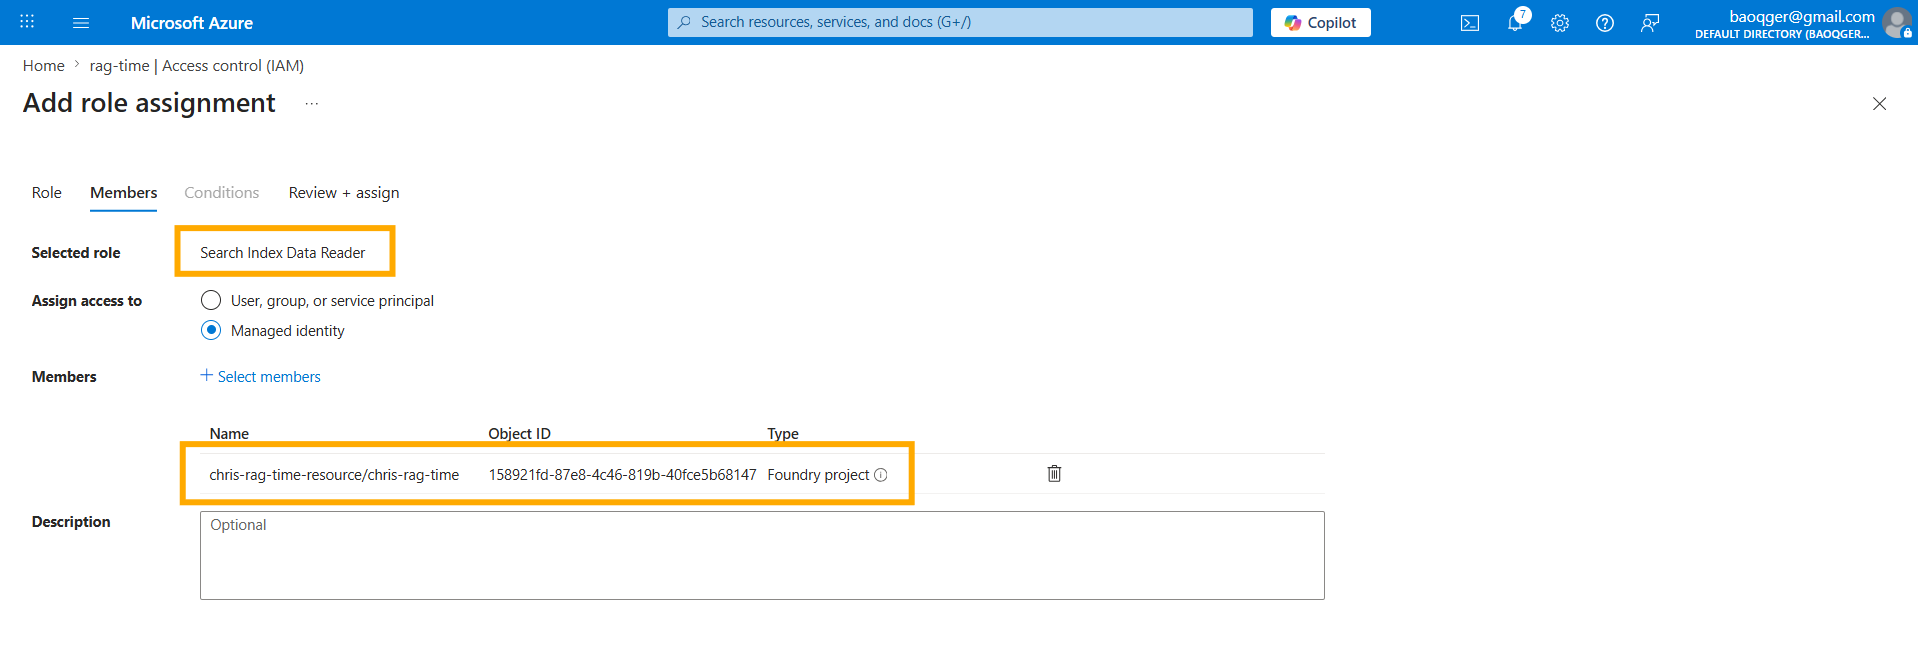 Microsoft Azure
Search resources, services, and docs (G+/)
Copilot
7
baoqger@gmail.com
DEFAULT DIRECTORY (BAOQGER...
Home > rag-time | Access control (IAM)
Add role assignment ...
Role Members Conditions Review + assign
Selected role Search Index Data Reader
Assign access to User, group, or service principal
Managed identity
Members + Select members
Name Object ID Type
chris-rag-time-resource/chris-rag-time 158921fd-87e8-4c46-819b-40fce5b68147 Foundry project
Description Optional